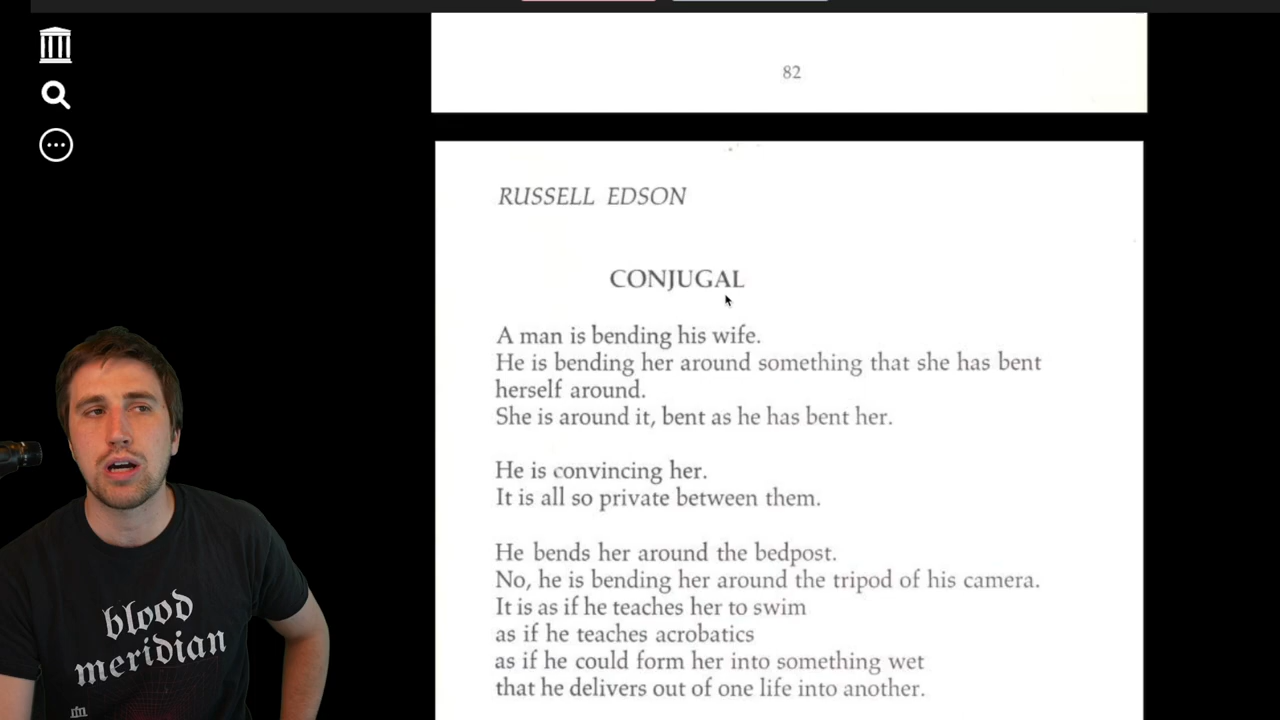 82
RUSSELL EDSON
CONJUGAL
A man is bending his wife.
He is bending her around something that she has bent
herself around.
She is around it, bent as he has bent her.
He is convincing her.
It is all so private between them.
He bends her around the bedpost.
No, he is bending her around the tripod of his camera.
It is as if he teaches her to swim
as if he teaches acrobatics
as if he could form her into something wet
that he delivers out of one life into another.
blood
meridian